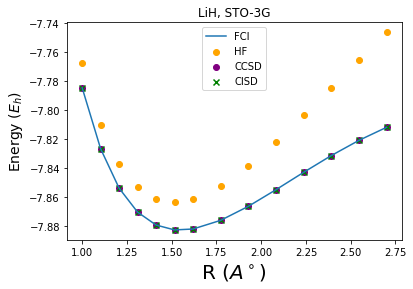 LiH, STO-3G
Energy (E_h)
−7.74
−7.76
−7.78
−7.80
−7.82
−7.84
−7.86
−7.88
FCI
HF
CCSD
CISD
1.00 1.25 1.50 1.75 2.00 2.25 2.50 2.75
R (A°)